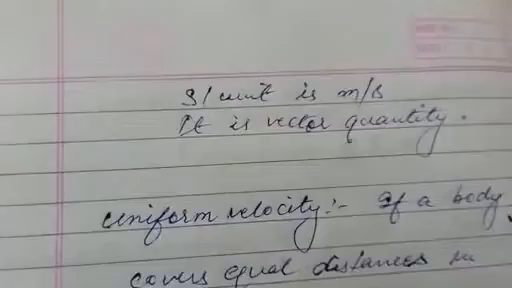 SI unit is m/s
It is vector quantity.
Uniform velocity:- If a body
covers equal distances in